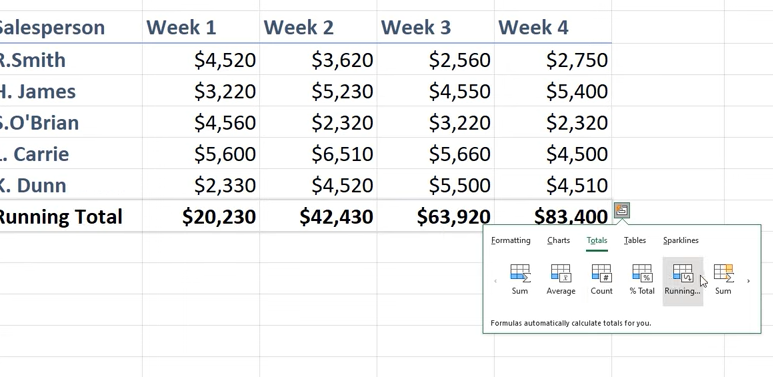 Salesperson Week 1 Week 2 Week 3 Week 4
R.Smith $4,520 $3,620 $2,560 $2,750
H. James $3,220 $5,230 $4,550 $5,400
S.O'Brian $4,560 $2,320 $3,220 $2,320
L. Carrie $5,600 $6,510 $5,660 $4,500
K. Dunn $2,330 $4,520 $5,500 $4,510
Running Total $20,230 $42,430 $63,920 $83,400
Formatting Charts Totals Tables Sparklines
Sum Average Count % Total Running... Sum
Formulas automatically calculate totals for you.